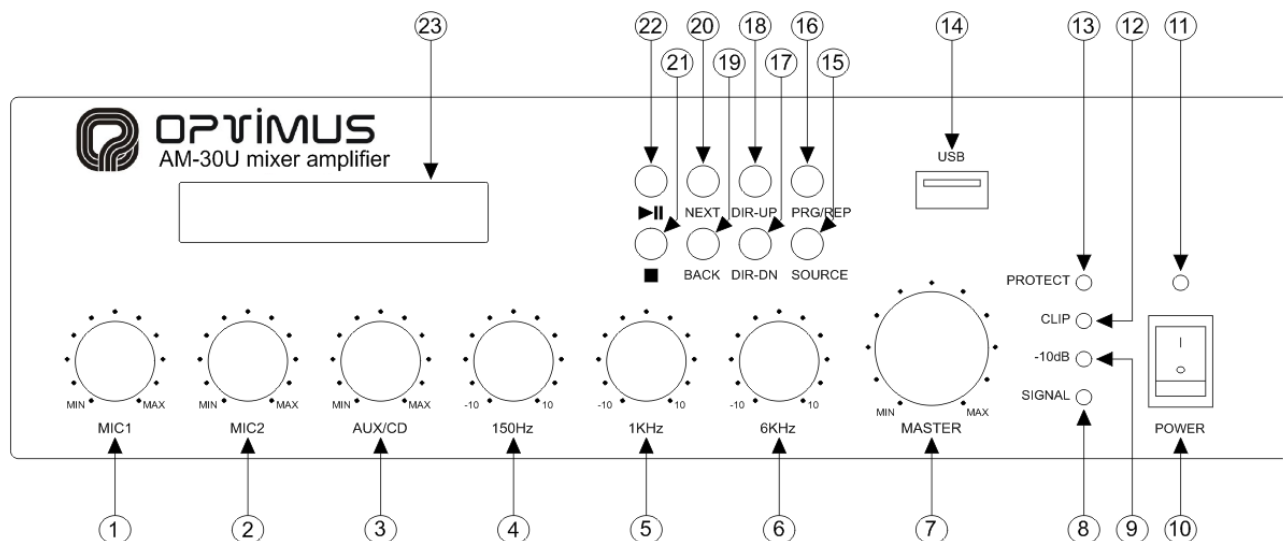 23 22 20 18 16 14 13 12 11
21 19 17 15
OPTIMUS
AM-30U mixer amplifier
USB
NEXT DIR-UP PRG/REP
BACK DIR-DN SOURCE
PROTECT
CLIP
-10dB
SIGNAL
MIN MAX MIN MAX MIN MAX -10 10 -10 10 -10 10 MIN MAX
MIC1 MIC2 AUX/CD 150Hz 1KHz 6KHz MASTER POWER
1 2 3 4 5 6 7 8 9 10